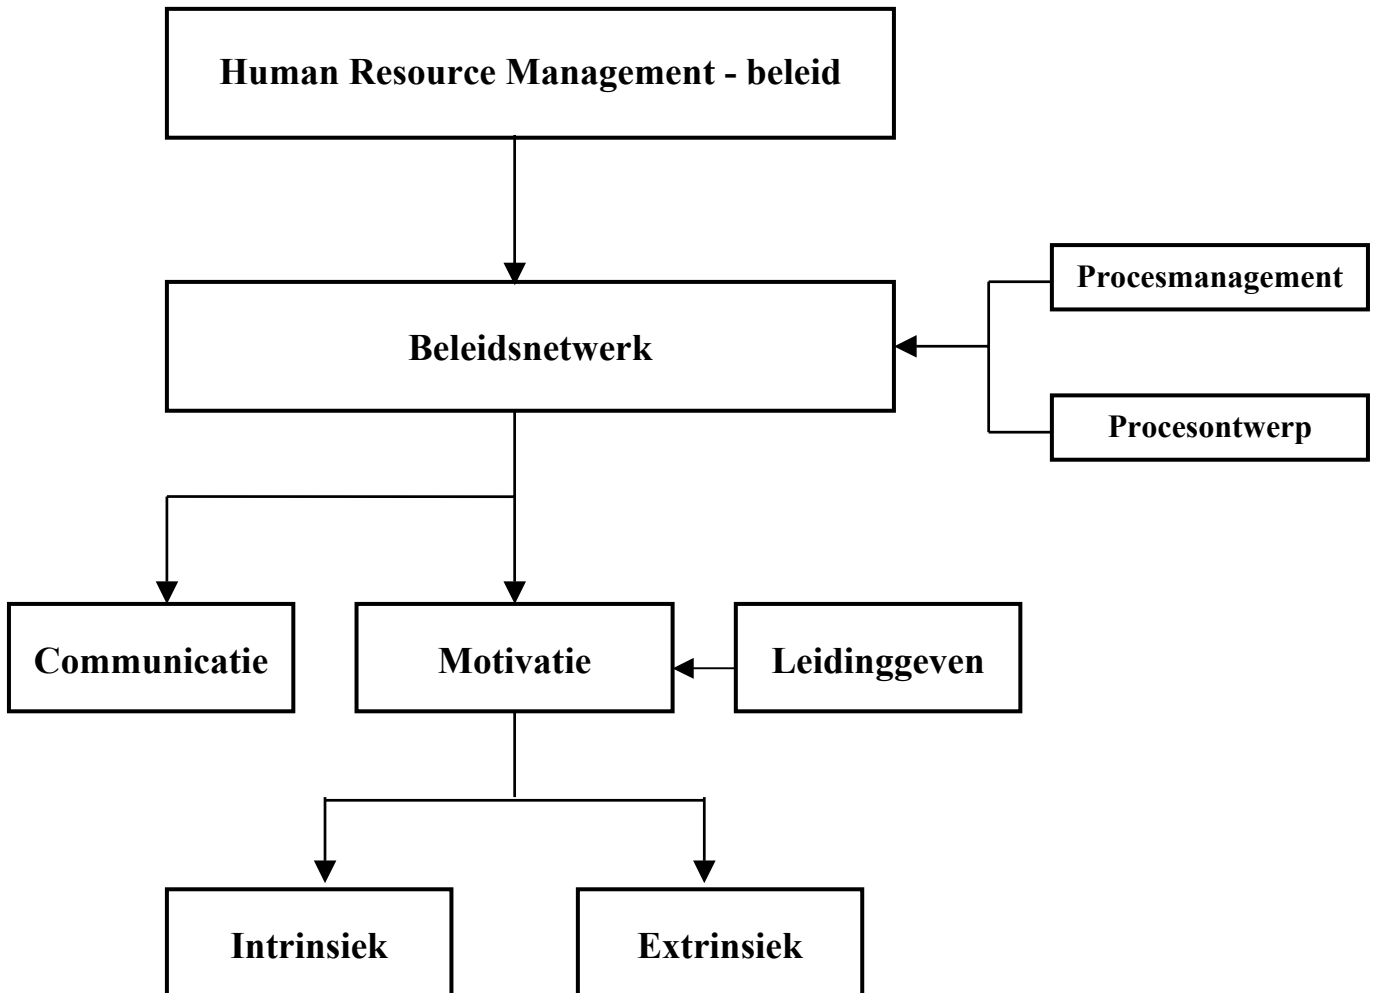 Human Resource Management - beleid
Procesmanagement
Beleidsnetwerk
Procesontwerp
Communicatie
Motivatie
Leidinggeven
Intrinsiek
Extrinsiek